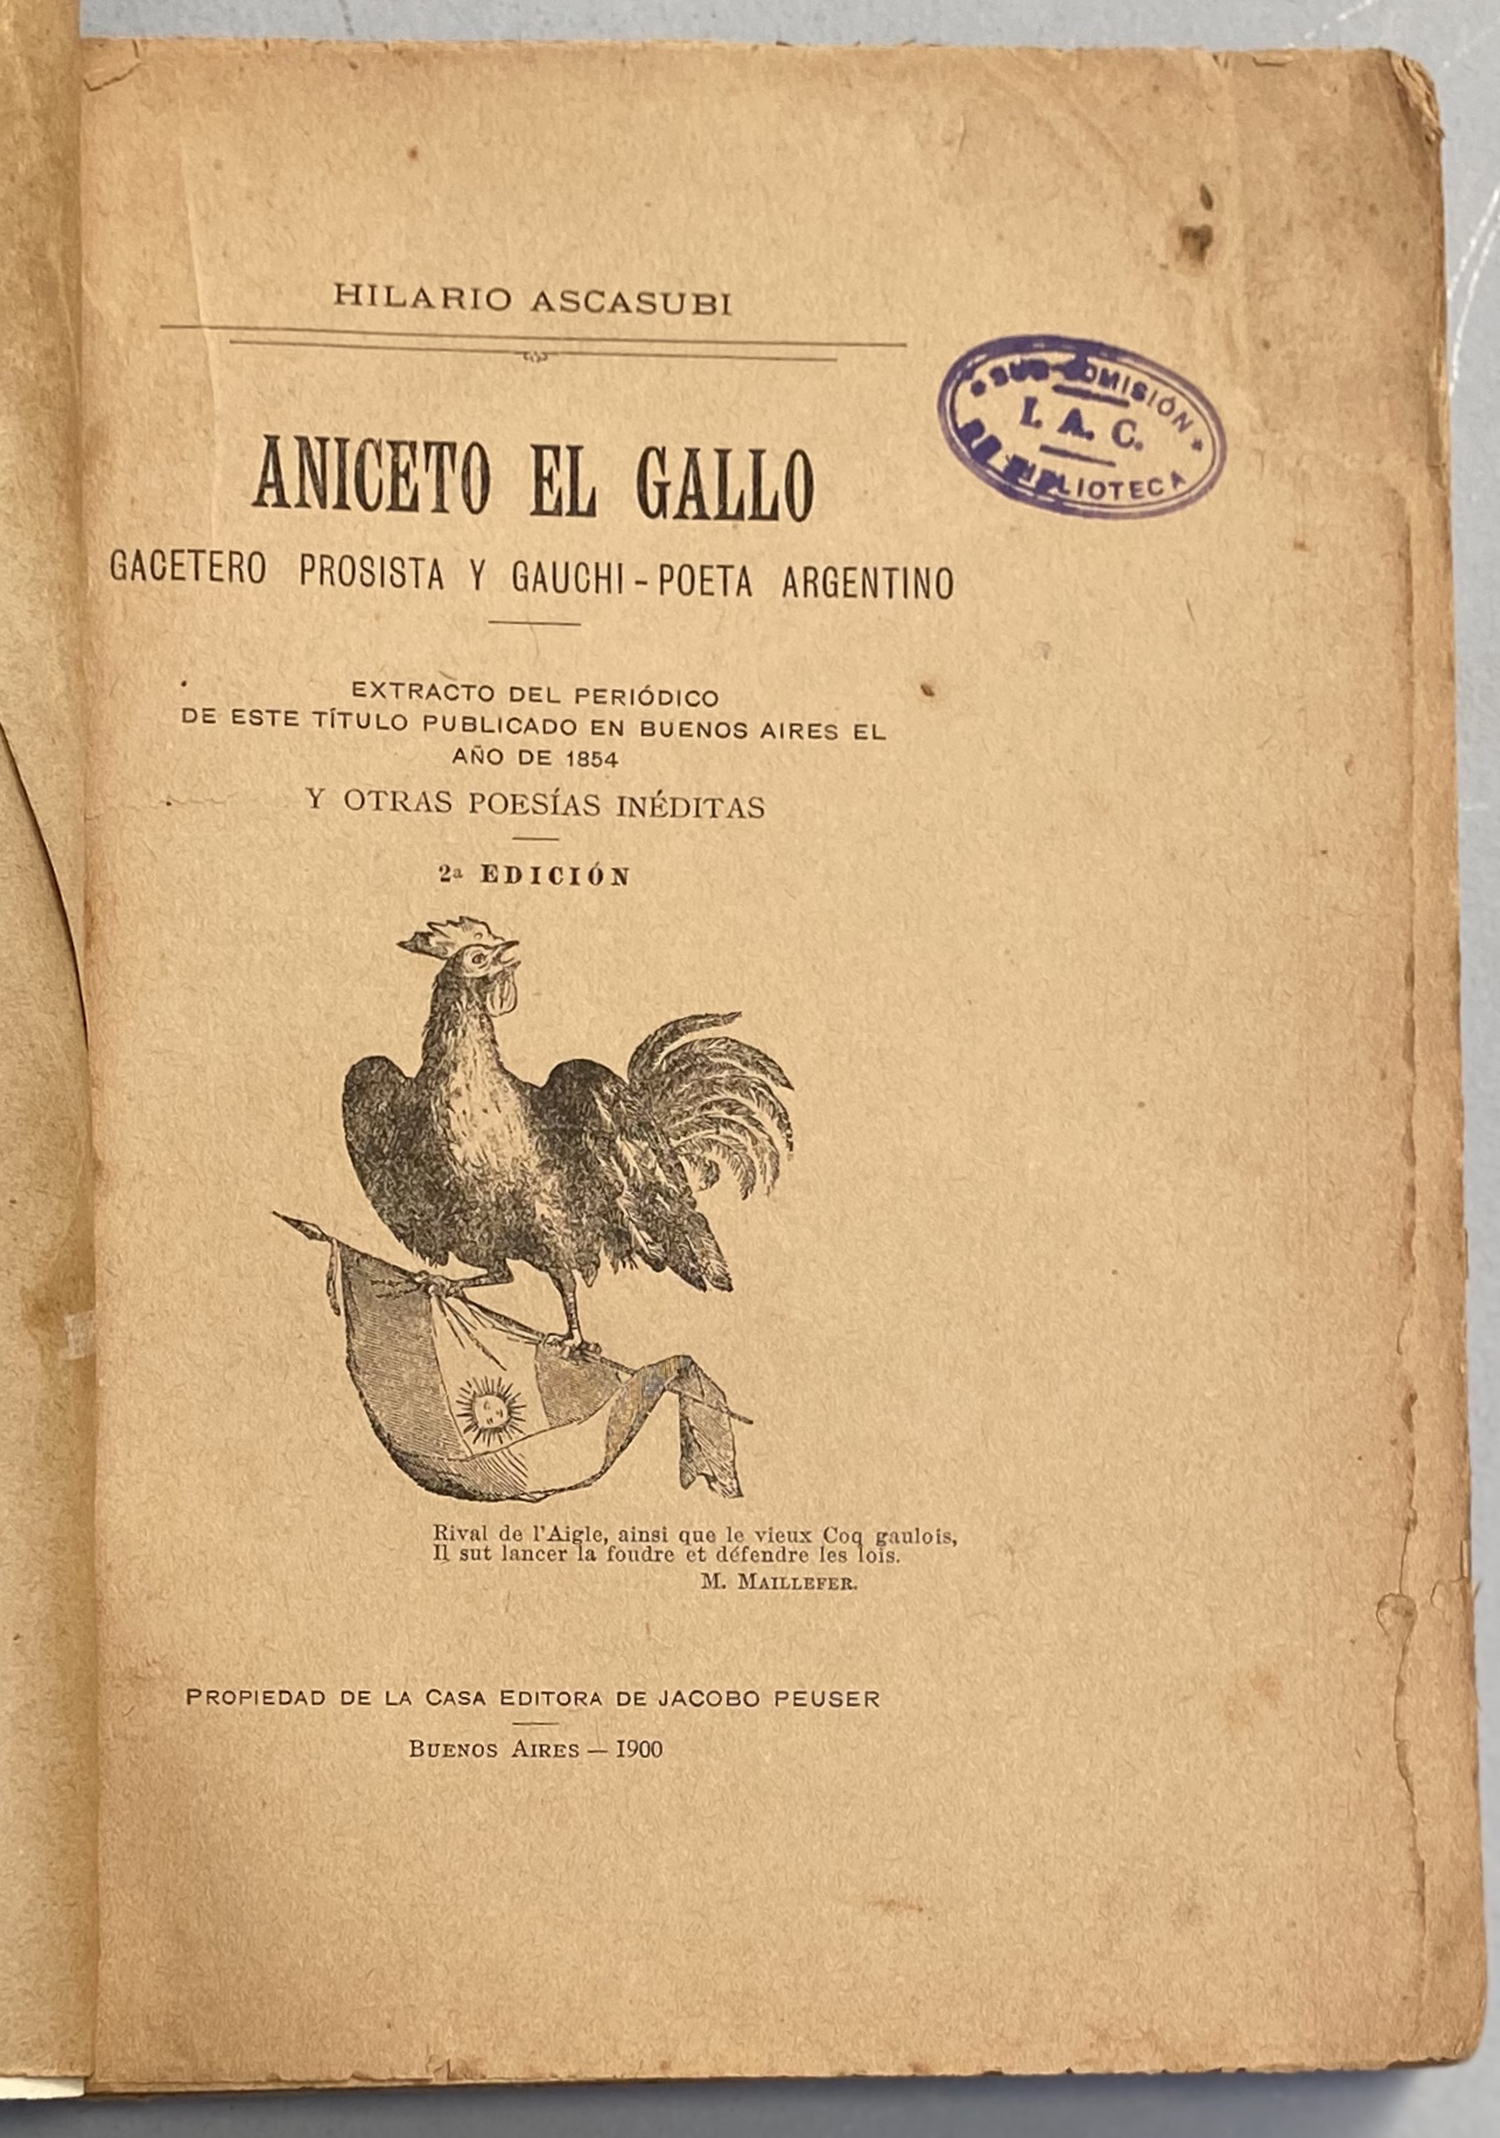 HILARIO ASCASUBI
ANICETO EL GALLO
GACETERO PROSISTA Y GAUCHI-POETA ARGENTINO
EXTRACTO DEL PERIÓDICO
DE ESTE TÍTULO PUBLICADO EN BUENOS AIRES EL
AÑO DE 1854
Y OTRAS POESÍAS INÉDITAS
2ª EDICIÓN
Rival de l'Aigle, ainsi que le vieux Coq gaulois,
Il sut lancer la foudre et défendre les lois.
M. MAILLEFER.
PROPIEDAD DE LA CASA EDITORA DE JACOBO PEUSER
BUENOS AIRES — 1900
SUB-COMISIÓN
I. A. C.
DE BIBLIOTECA